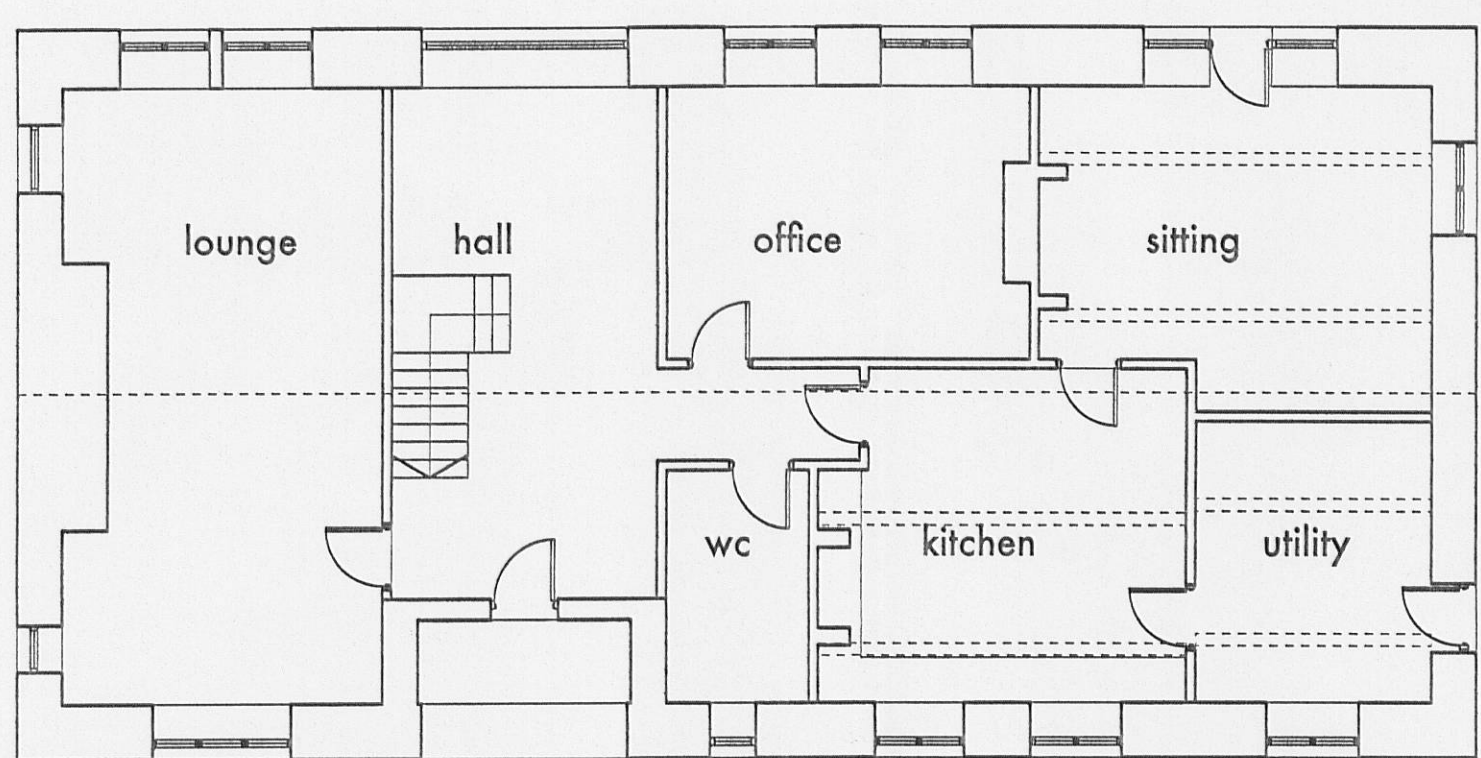 lounge
hall
office
sitting
wc
kitchen
utility